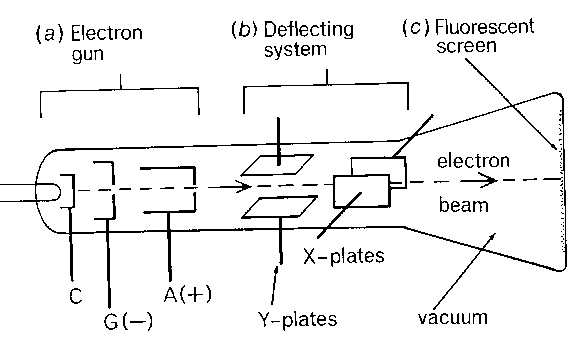 (a) Electron
gun
(b) Deflecting
system
(c) Fluorescent
screen
electron
beam
C
G(−)
A(+)
X-plates
Y-plates
vacuum